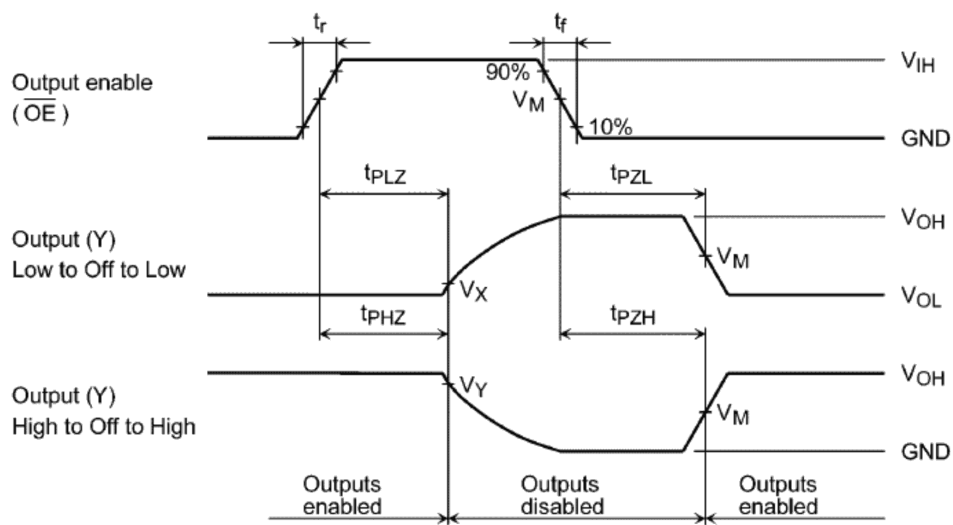 tr
tf
Output enable
( O̅E̅ )
90%
VM
10%
VIH
GND
tPLZ
tPZL
Output (Y)
Low to Off to Low
VX
VM
VOH
VOL
tPHZ
tPZH
Output (Y)
High to Off to High
VY
VM
VOH
GND
Outputs
enabled
Outputs
disabled
Outputs
enabled